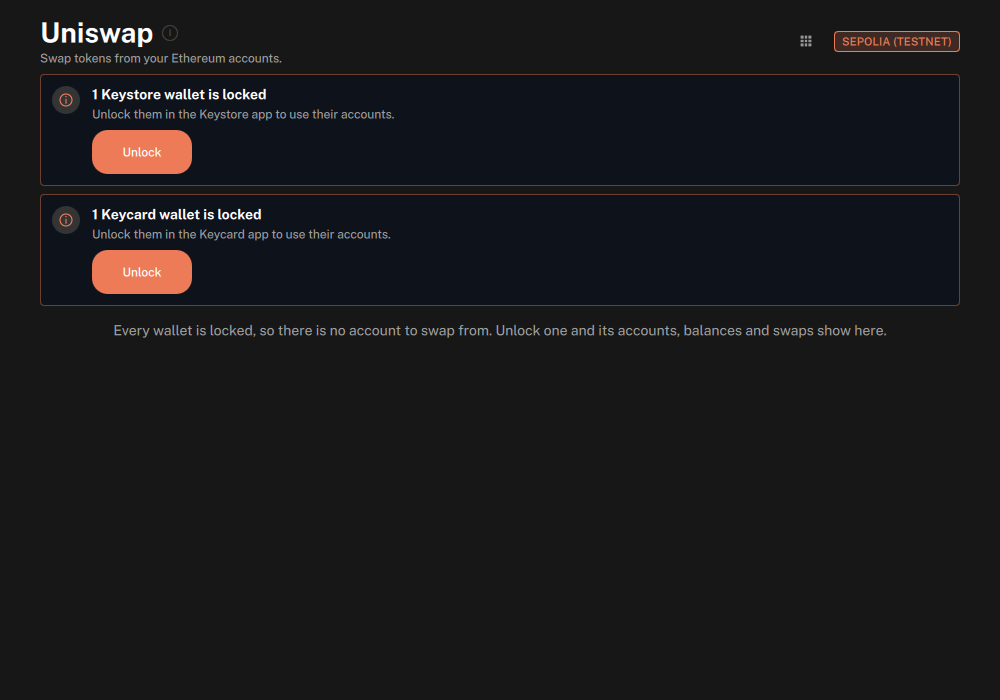 Uniswap
SEPOLIA (TESTNET)
Swap tokens from your Ethereum accounts.
1 Keystore wallet is locked
Unlock them in the Keystore app to use their accounts.
Unlock
1 Keycard wallet is locked
Unlock them in the Keycard app to use their accounts.
Unlock
Every wallet is locked, so there is no account to swap from. Unlock one and its accounts, balances and swaps show here.